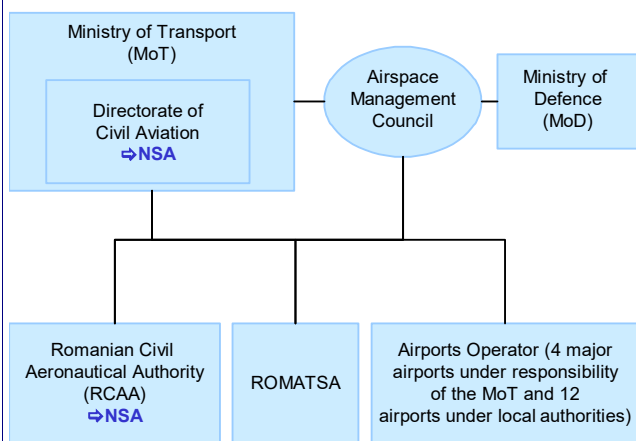 Ministry of Transport
(MoT)
Directorate of
Civil Aviation
⇨NSA
Airspace
Management
Council
Ministry of
Defence
(MoD)
Romanian Civil
Aeronautical Authority
(RCAA)
⇨NSA
ROMATSA
Airports Operator (4 major
airports under responsibility
of the MoT and 12
airports under local authorities)